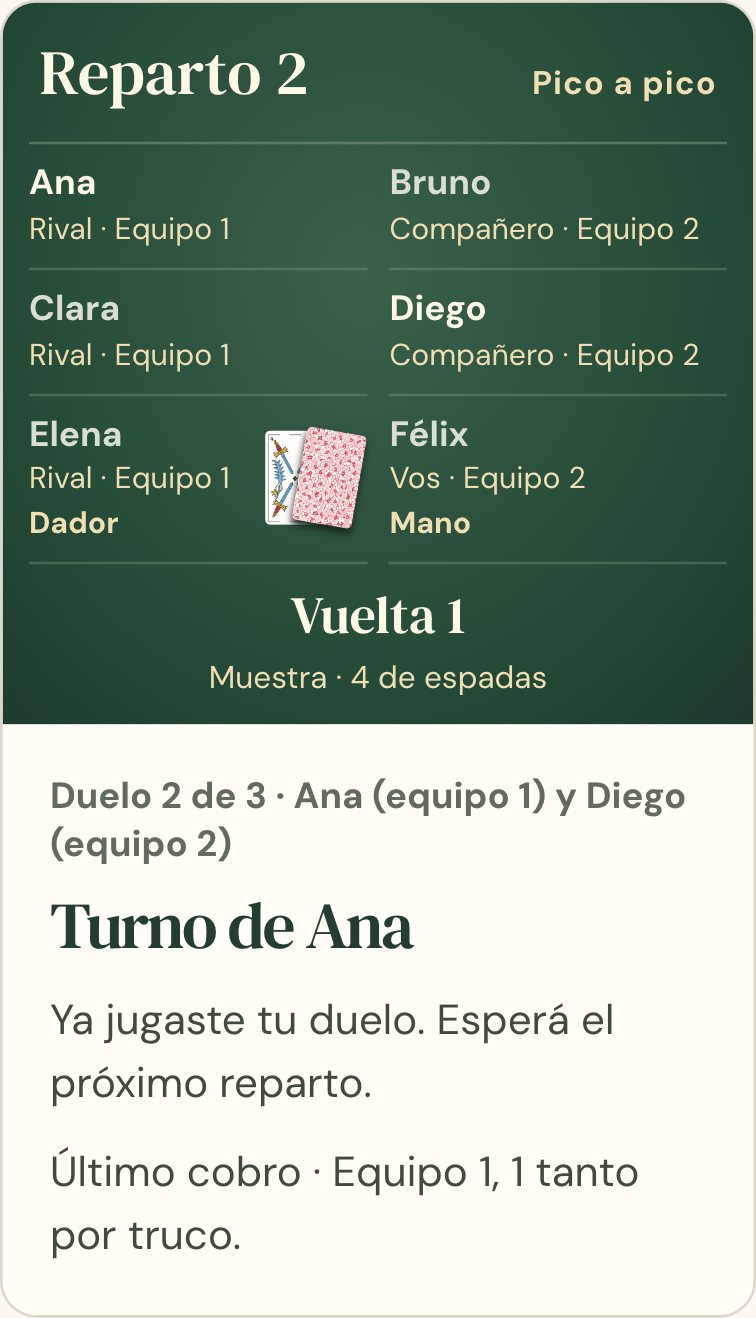 Reparto 2
Pico a pico
Ana
Rival · Equipo 1
Bruno
Compañero · Equipo 2
Clara
Rival · Equipo 1
Diego
Compañero · Equipo 2
Elena
Rival · Equipo 1
Dador
Félix
Vos · Equipo 2
Mano
Vuelta 1
Muestra · 4 de espadas
Duelo 2 de 3 · Ana (equipo 1) y Diego
(equipo 2)
Turno de Ana
Ya jugaste tu duelo. Esperá el
próximo reparto.
Último cobro · Equipo 1, 1 tanto
por truco.